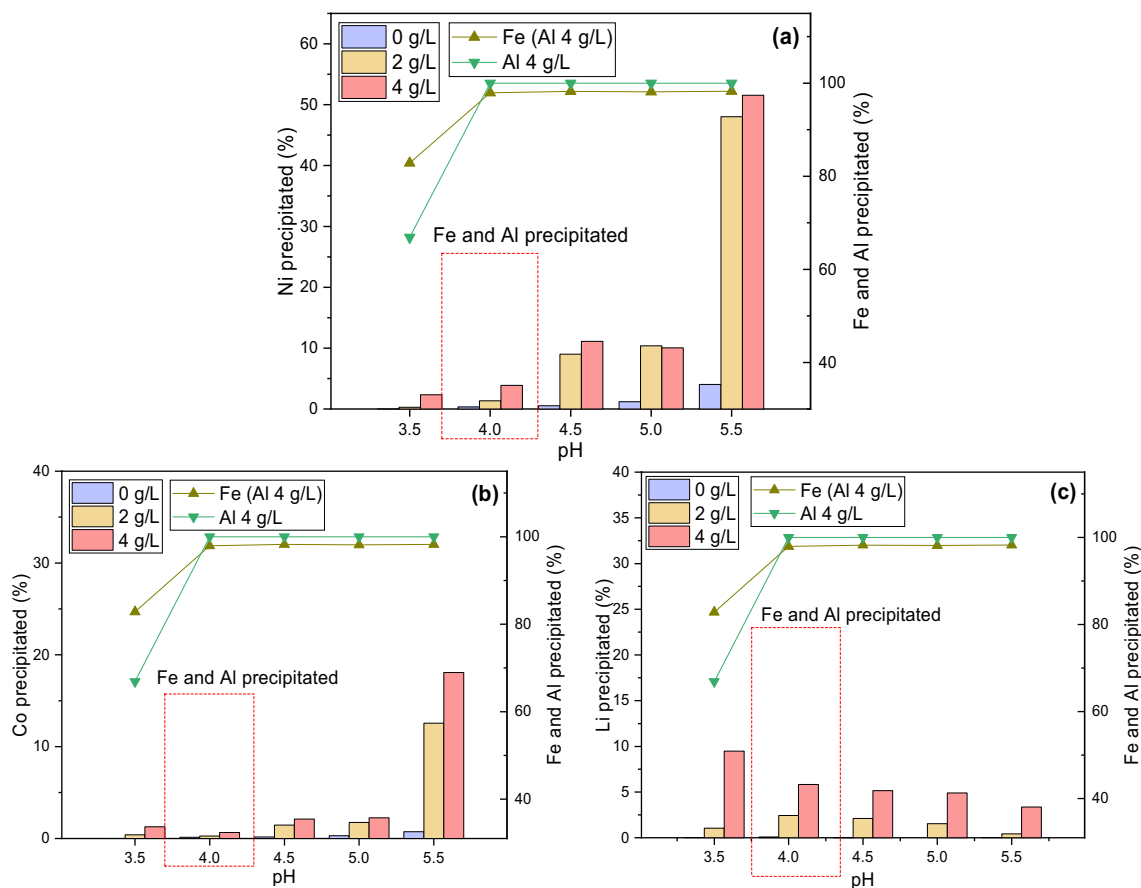 (a)
0 g/L
2 g/L
4 g/L
Fe (Al 4 g/L)
Al 4 g/L
Fe and Al precipitated
Ni precipitated (%)
60
50
40
30
20
10
0
Fe and Al precipitated (%)
100
80
60
40
3.5 4.0 4.5 5.0 5.5
pH
(b)
0 g/L
2 g/L
4 g/L
Fe (Al 4 g/L)
Al 4 g/L
Fe and Al precipitated
Co precipitated (%)
40
30
20
10
0
Fe and Al precipitated (%)
100
80
60
40
3.5 4.0 4.5 5.0 5.5
pH
(c)
0 g/L
2 g/L
4 g/L
Fe (Al 4 g/L)
Al 4 g/L
Fe and Al precipitated
Li precipitated (%)
40
35
30
25
20
15
10
5
0
Fe and Al precipitated (%)
100
80
60
40
3.5 4.0 4.5 5.0 5.5
pH